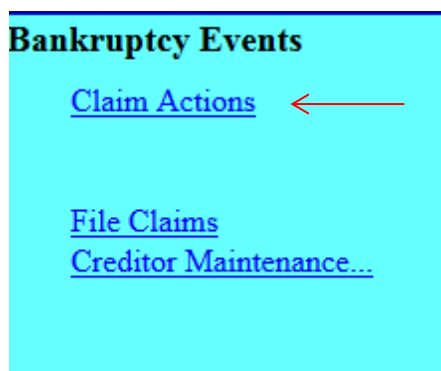 Bankruptcy Events
Claim Actions
File Claims
Creditor Maintenance...